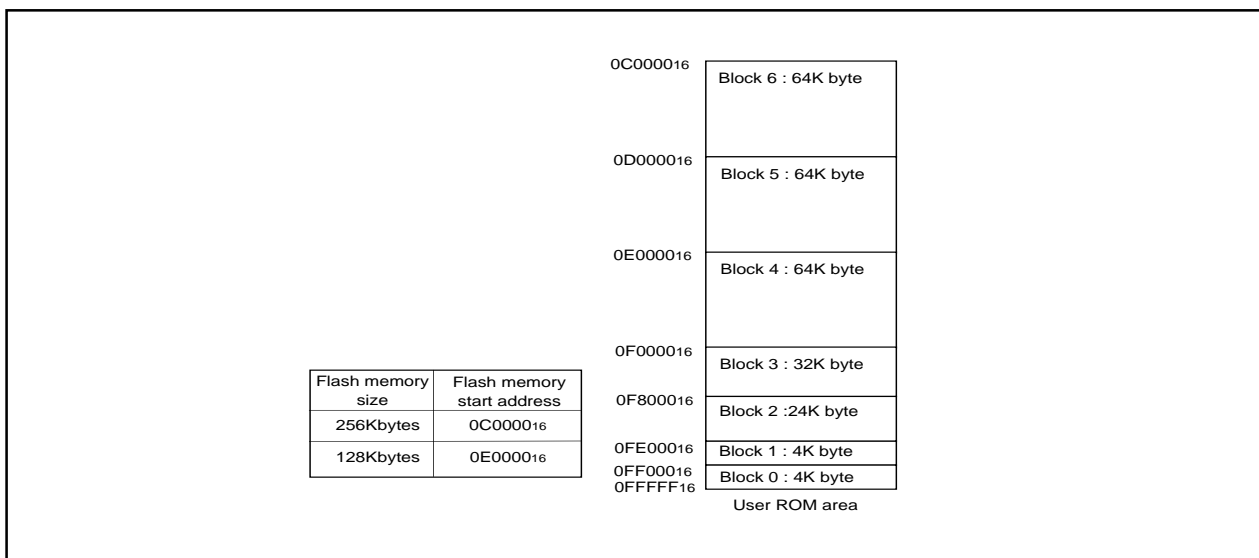 0C000016
Block 6 : 64K byte
0D000016
Block 5 : 64K byte
0E000016
Block 4 : 64K byte
0F000016
Block 3 : 32K byte
0F800016
Block 2 :24K byte
0FE00016
Block 1 : 4K byte
0FF00016
Block 0 : 4K byte
0FFFFF16
User ROM area
Flash memory size
Flash memory start address
256Kbytes 0C000016
128Kbytes 0E000016